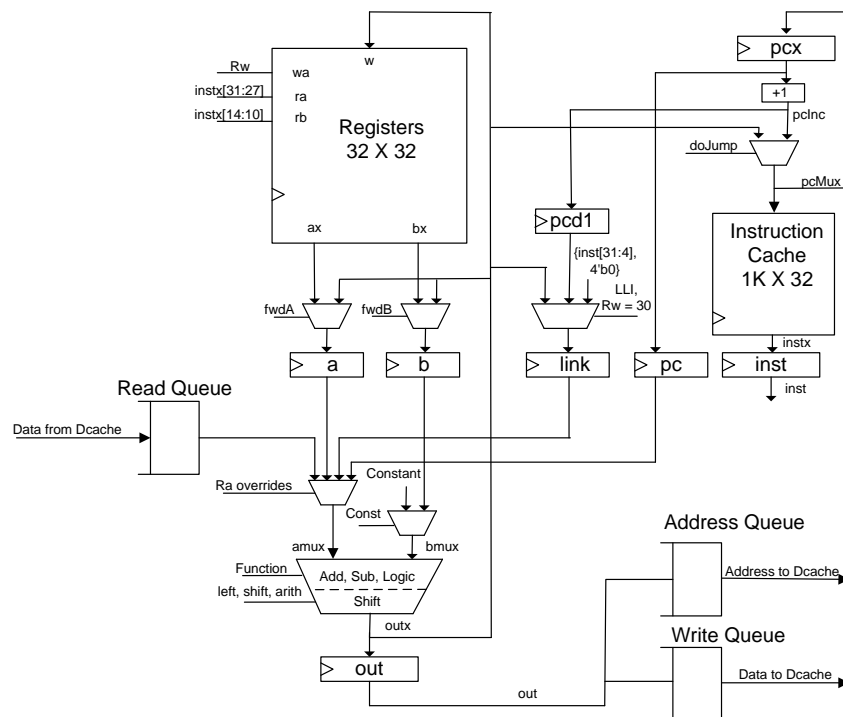 pcx
w
Rw
wa
instx[31:27]
ra
instx[14:10]
rb
Registers
32 X 32
ax
bx
+1
pcInc
doJump
pcMux
pcd1
Instruction
Cache
1K X 32
{inst[31:4],
4'b0}
LLI,
Rw = 30
fwdA
fwdB
instx
a
b
link
pc
inst
inst
Read Queue
Data from Dcache
Ra overrides
Constant
Const
amux
bmux
Function
Add, Sub, Logic
left, shift, arith
Shift
outx
out
out
Address Queue
Address to Dcache
Write Queue
Data to Dcache